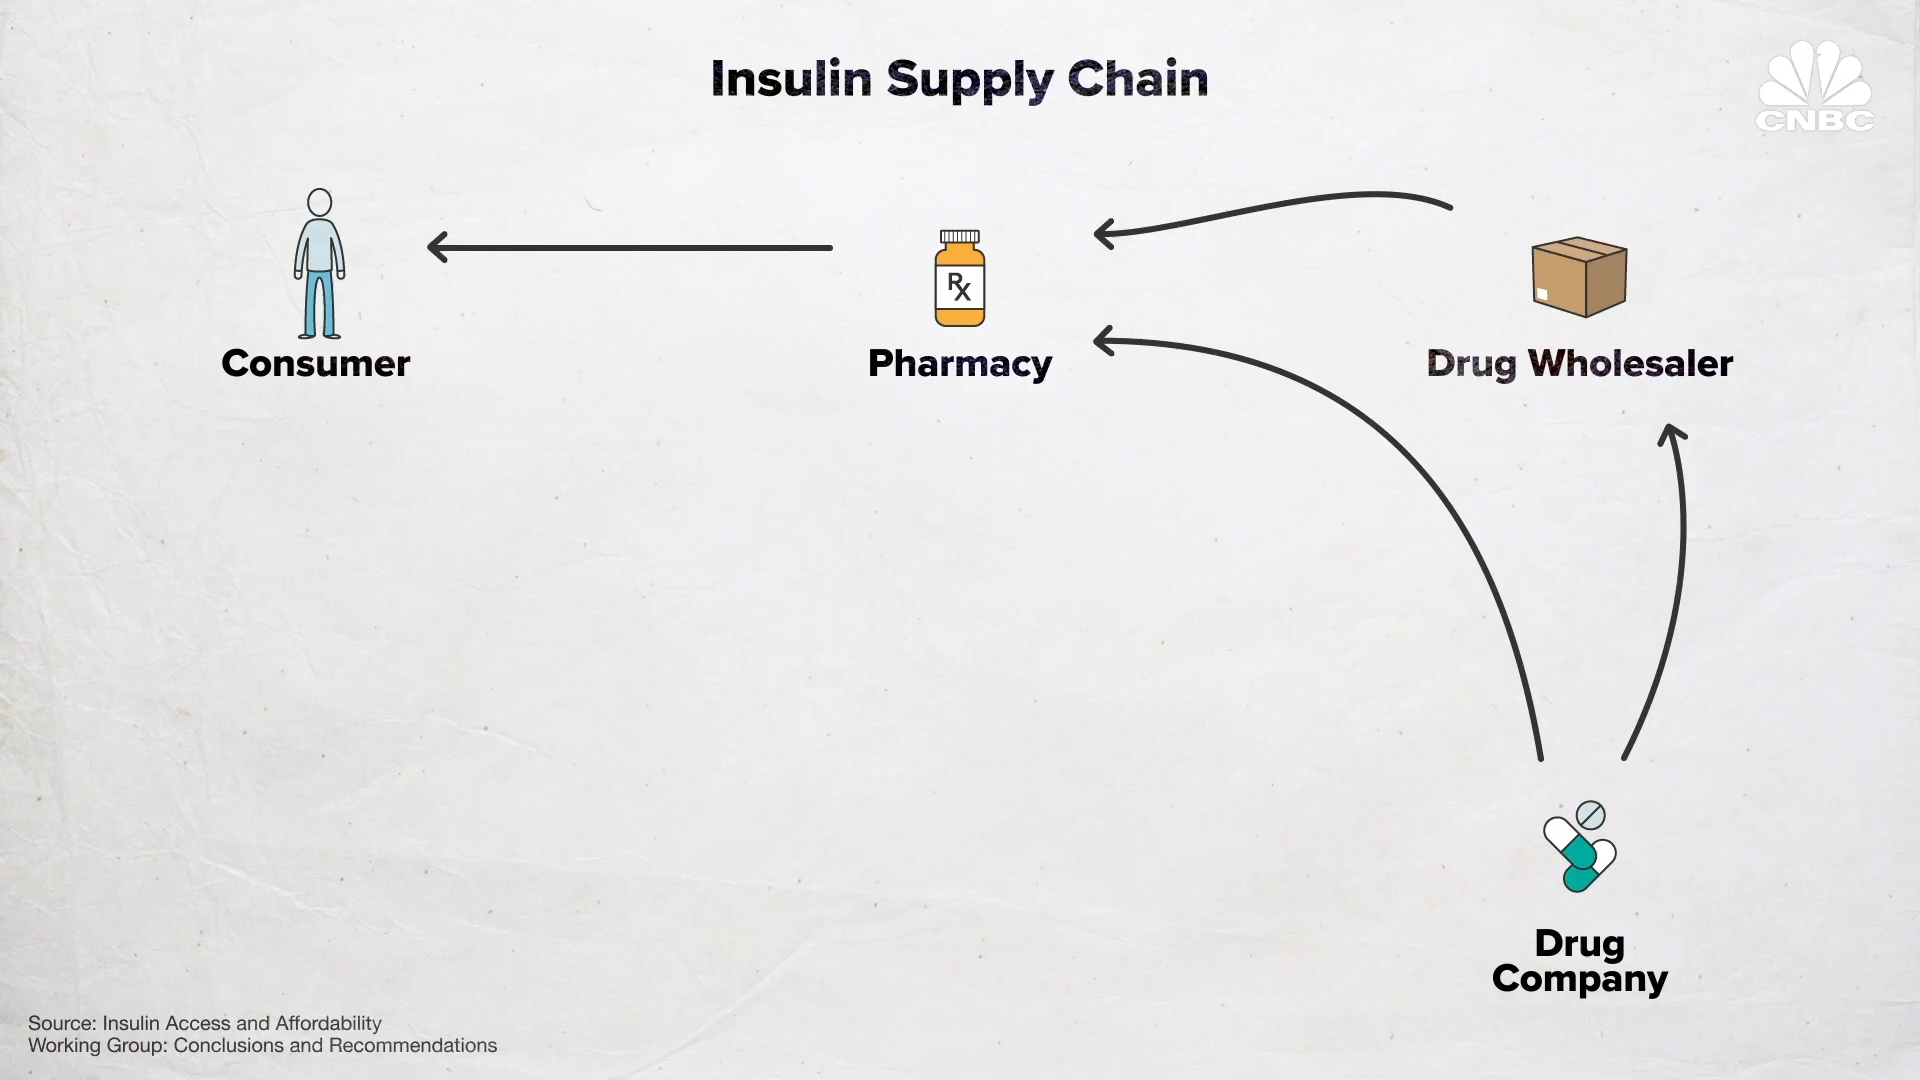 Insulin Supply Chain
CNBC
Rx
Consumer
Pharmacy
Drug Wholesaler
Drug
Company
Source: Insulin Access and Affordability
Working Group: Conclusions and Recommendations